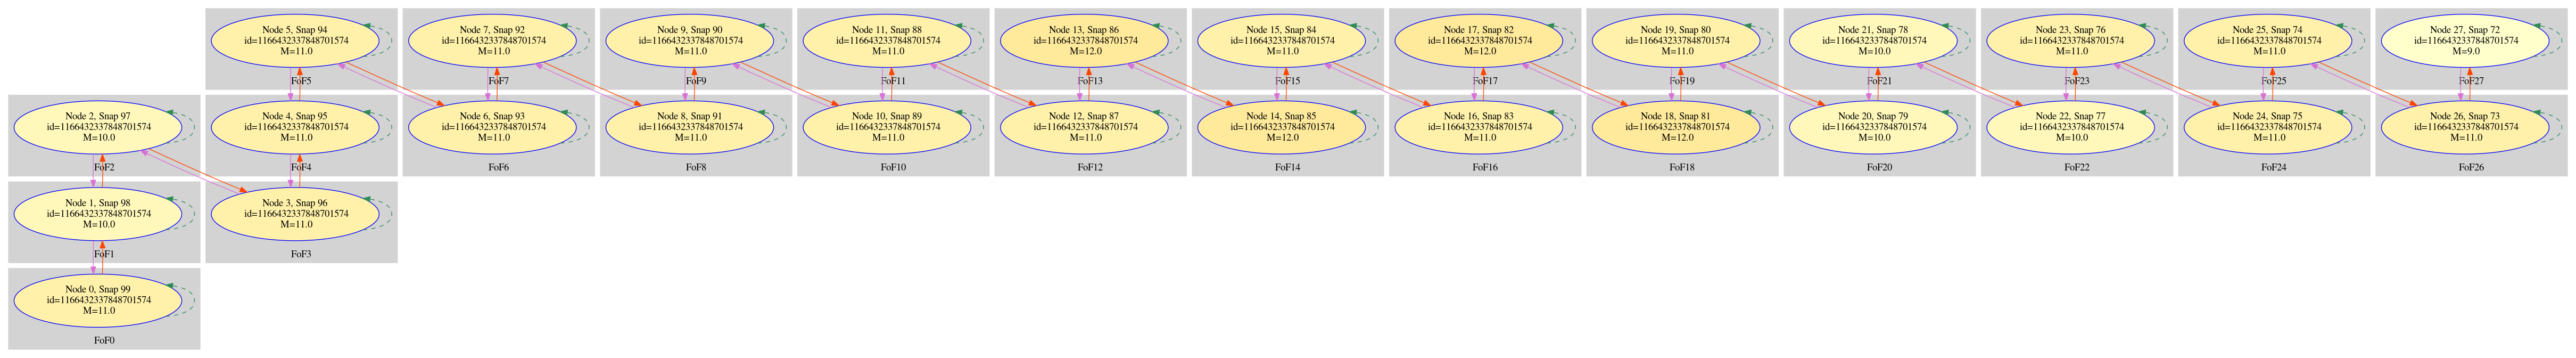 Node 5, Snap 94
id=1166432337848701574
M=11.0
FoF5
Node 7, Snap 92
id=1166432337848701574
M=11.0
FoF7
Node 9, Snap 90
id=1166432337848701574
M=11.0
FoF9
Node 11, Snap 88
id=1166432337848701574
M=11.0
FoF11
Node 13, Snap 86
id=1166432337848701574
M=12.0
FoF13
Node 15, Snap 84
id=1166432337848701574
M=11.0
FoF15
Node 17, Snap 82
id=1166432337848701574
M=12.0
FoF17
Node 19, Snap 80
id=1166432337848701574
M=11.0
FoF19
Node 21, Snap 78
id=1166432337848701574
M=10.0
FoF21
Node 23, Snap 76
id=1166432337848701574
M=11.0
FoF23
Node 25, Snap 74
id=1166432337848701574
M=11.0
FoF25
Node 27, Snap 72
id=1166432337848701574
M=9.0
FoF27
Node 2, Snap 97
id=1166432337848701574
M=10.0
FoF2
Node 4, Snap 95
id=1166432337848701574
M=11.0
FoF4
Node 6, Snap 93
id=1166432337848701574
M=11.0
FoF6
Node 8, Snap 91
id=1166432337848701574
M=11.0
FoF8
Node 10, Snap 89
id=1166432337848701574
M=11.0
FoF10
Node 12, Snap 87
id=1166432337848701574
M=11.0
FoF12
Node 14, Snap 85
id=1166432337848701574
M=12.0
FoF14
Node 16, Snap 83
id=1166432337848701574
M=11.0
FoF16
Node 18, Snap 81
id=1166432337848701574
M=12.0
FoF18
Node 20, Snap 79
id=1166432337848701574
M=10.0
FoF20
Node 22, Snap 77
id=1166432337848701574
M=10.0
FoF22
Node 24, Snap 75
id=1166432337848701574
M=11.0
FoF24
Node 26, Snap 73
id=1166432337848701574
M=11.0
FoF26
Node 1, Snap 98
id=1166432337848701574
M=10.0
FoF1
Node 3, Snap 96
id=1166432337848701574
M=11.0
FoF3
Node 0, Snap 99
id=1166432337848701574
M=11.0
FoF0